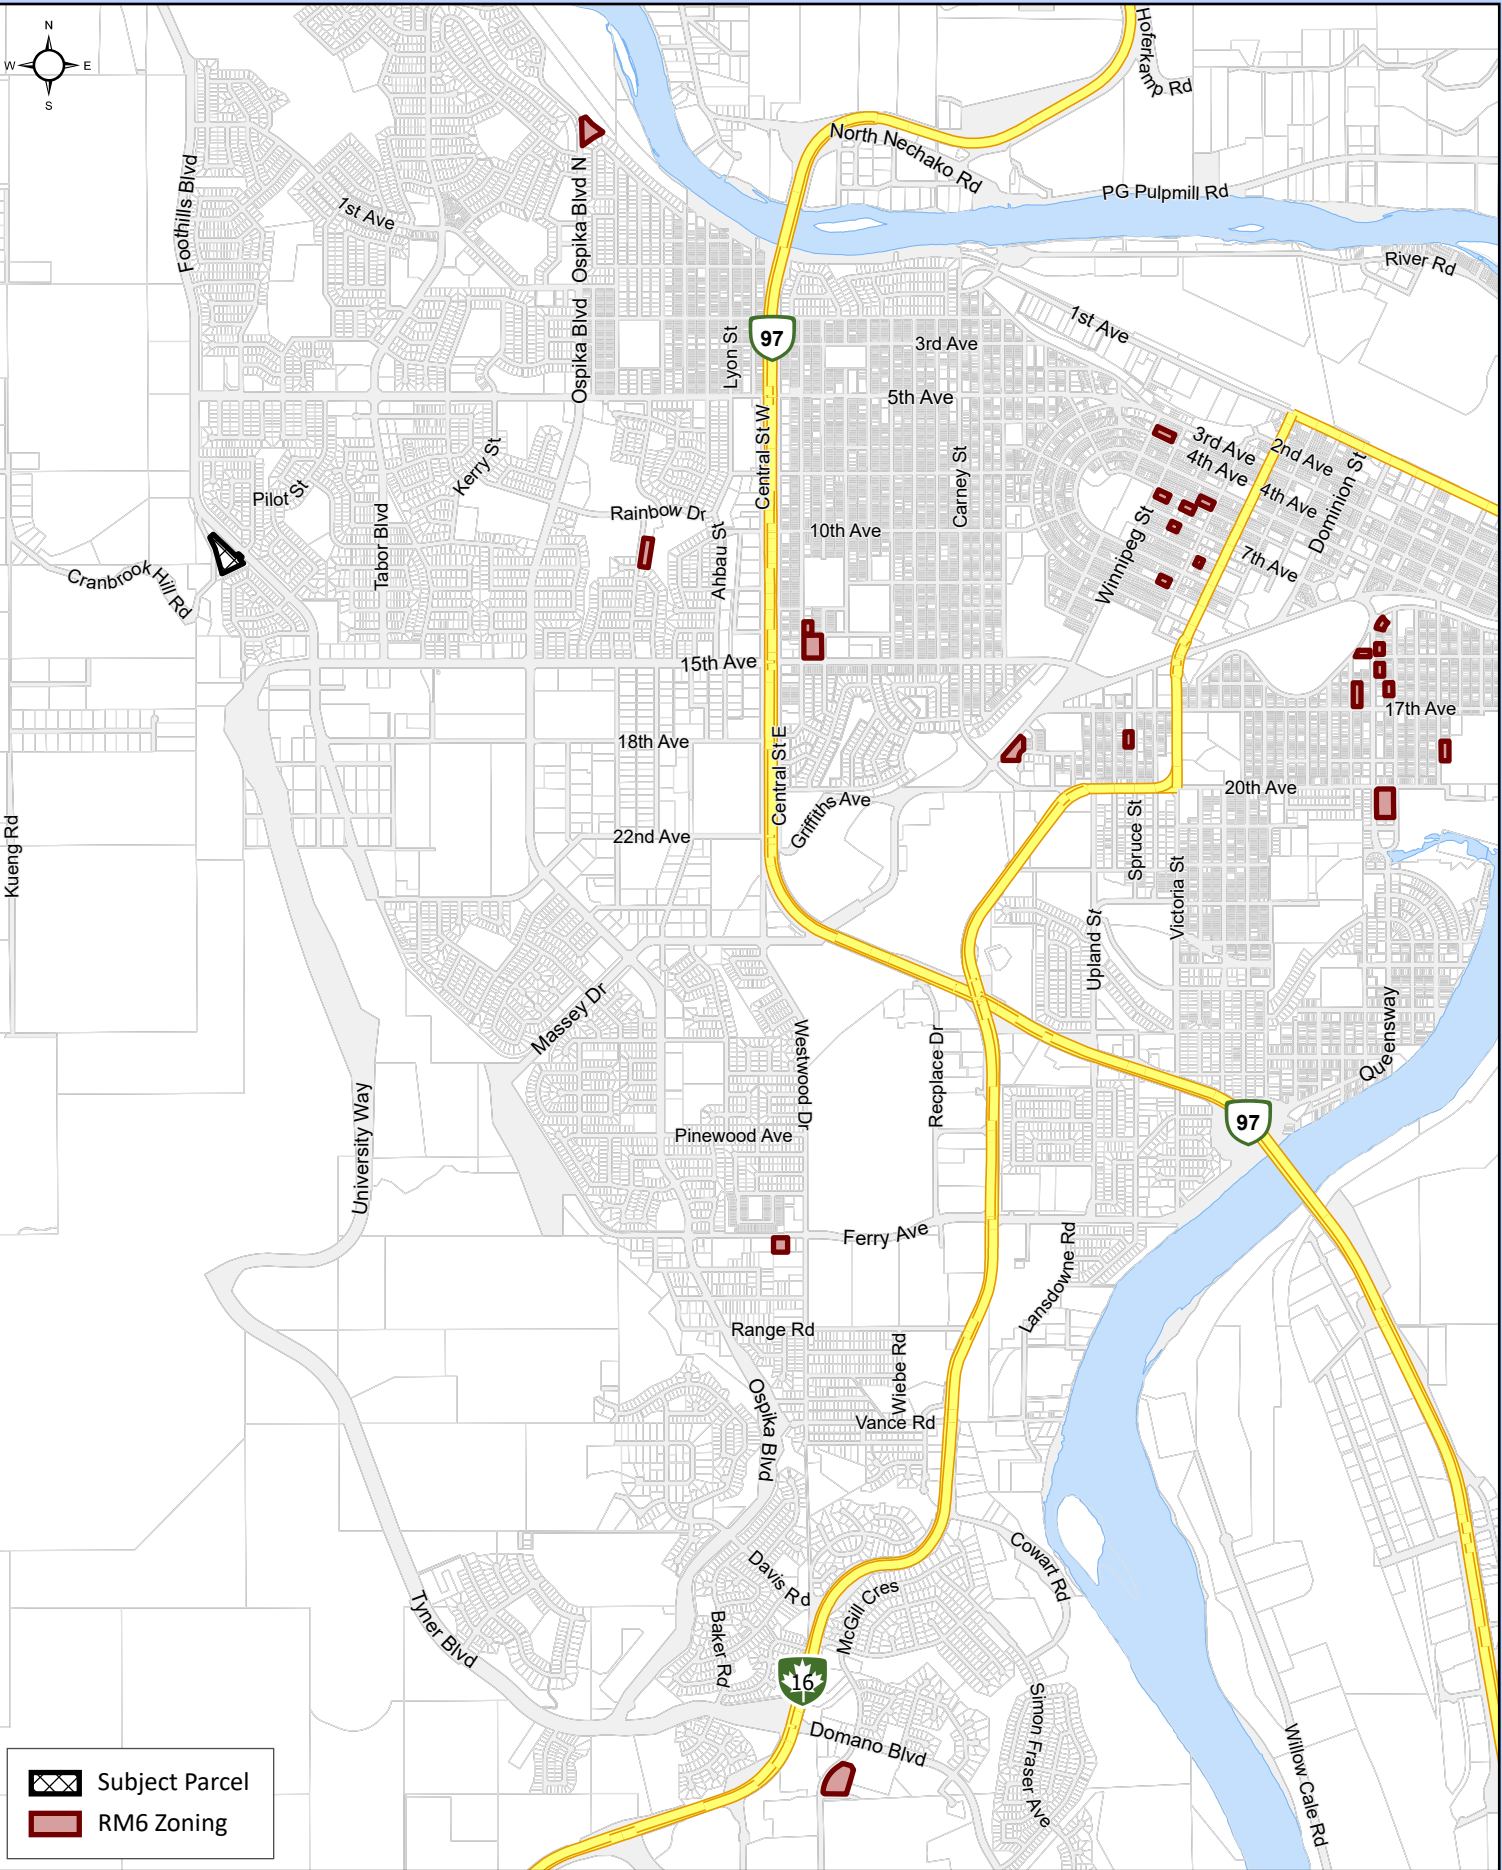 N
W E
S
Hoferkamp Rd
North Nechako Rd
PG Pulpmill Rd
Foothills Blvd
1st Ave
Ospika Blvd N
River Rd
1st Ave
Ospika Blvd
Lyon St
97
3rd Ave
5th Ave
Central St W
3rd Ave
2nd Ave
4th Ave
4th Ave
Kerry St
Carney St
Dominion St
Pilot St
Rainbow Dr
10th Ave
Tabor Blvd
Ahbau St
Winnipeg St
7th Ave
Cranbrook Hill Rd
15th Ave
17th Ave
18th Ave
Central St E
20th Ave
Griffiths Ave
22nd Ave
Kueng Rd
Spruce St
Victoria St
Upland St
Massey Dr
Westwood Dr
Recplace Dr
Queensway
University Way
97
Pinewood Ave
Ferry Ave
Lansdowne Rd
Range Rd
Wiebe Rd
Ospika Blvd
Vance Rd
Cowart Rd
Davis Rd
McGill Cres
Tyner Blvd
Baker Rd
16
Simon Fraser Ave
Domano Blvd
Willow Cale Rd
Subject Parcel
RM6 Zoning